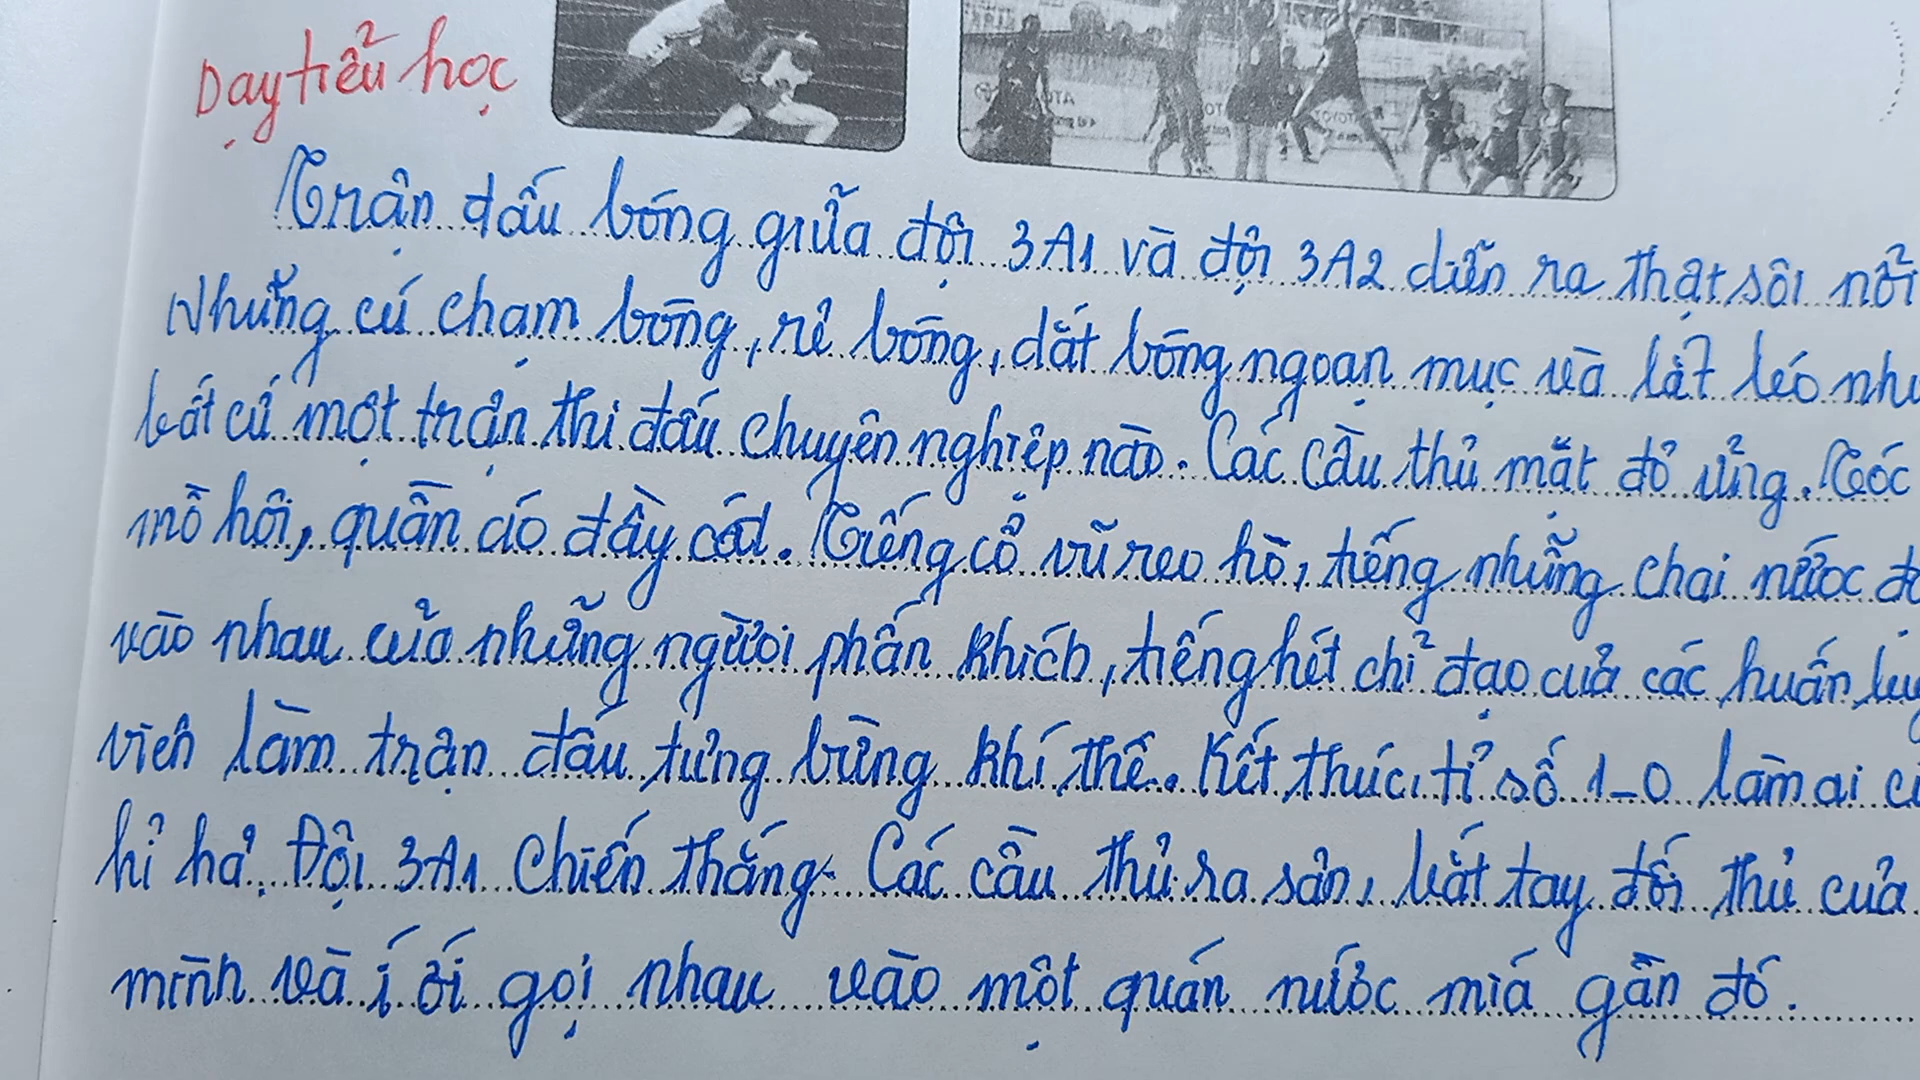 Dạy tiểu học
Trận đấu bóng giữa đội 3A1 và đội 3A2 diễn ra thật sôi nổi
Những cú chạm bóng, rê bóng, dắt bóng ngoạn mục và lắt léo như
bất cứ một trận thi đấu chuyên nghiệp nào. Các cầu thủ mặt đỏ ửng. Tóc
mồ hôi, quần áo đầy cát. Tiếng cổ vũ reo hò, tiếng những chai nước
vào nhau của những người phấn khích, tiếng hét chỉ đạo của các huấn
viên làm trận đấu tưng bừng khí thế. Kết thúc, tỉ số 1-0 làm ai
hỉ hả. Đội 3A1 chiến thắng. Các cầu thủ ra sân, bắt tay đối thủ của
mình và í ới gọi nhau vào một quán nước mía gần đó.